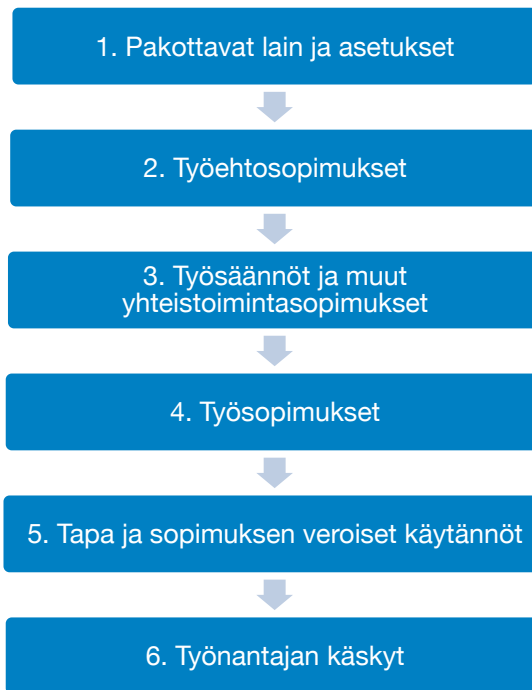 1. Pakottavat lain ja asetukset
2. Työehtosopimukset
3. Työsäännöt ja muut
yhteistoimintasopimukset
4. Työsopimukset
5. Tapa ja sopimuksen veroiset käytännöt
6. Työnantajan käskyt